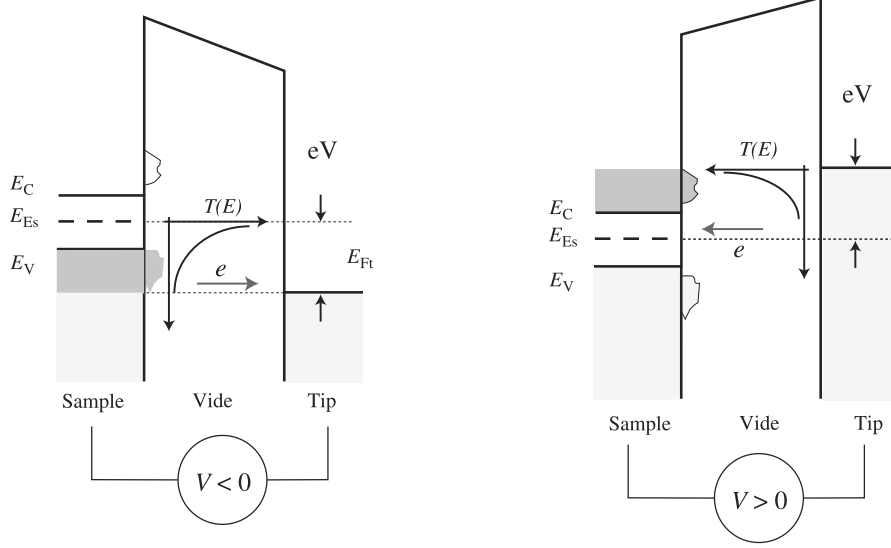 eV
E_C
E_Es
E_V
T(E)
e
E_Ft
Sample Vide Tip
V < 0
eV
T(E)
E_C
E_Es
E_V
e
Sample Vide Tip
V > 0